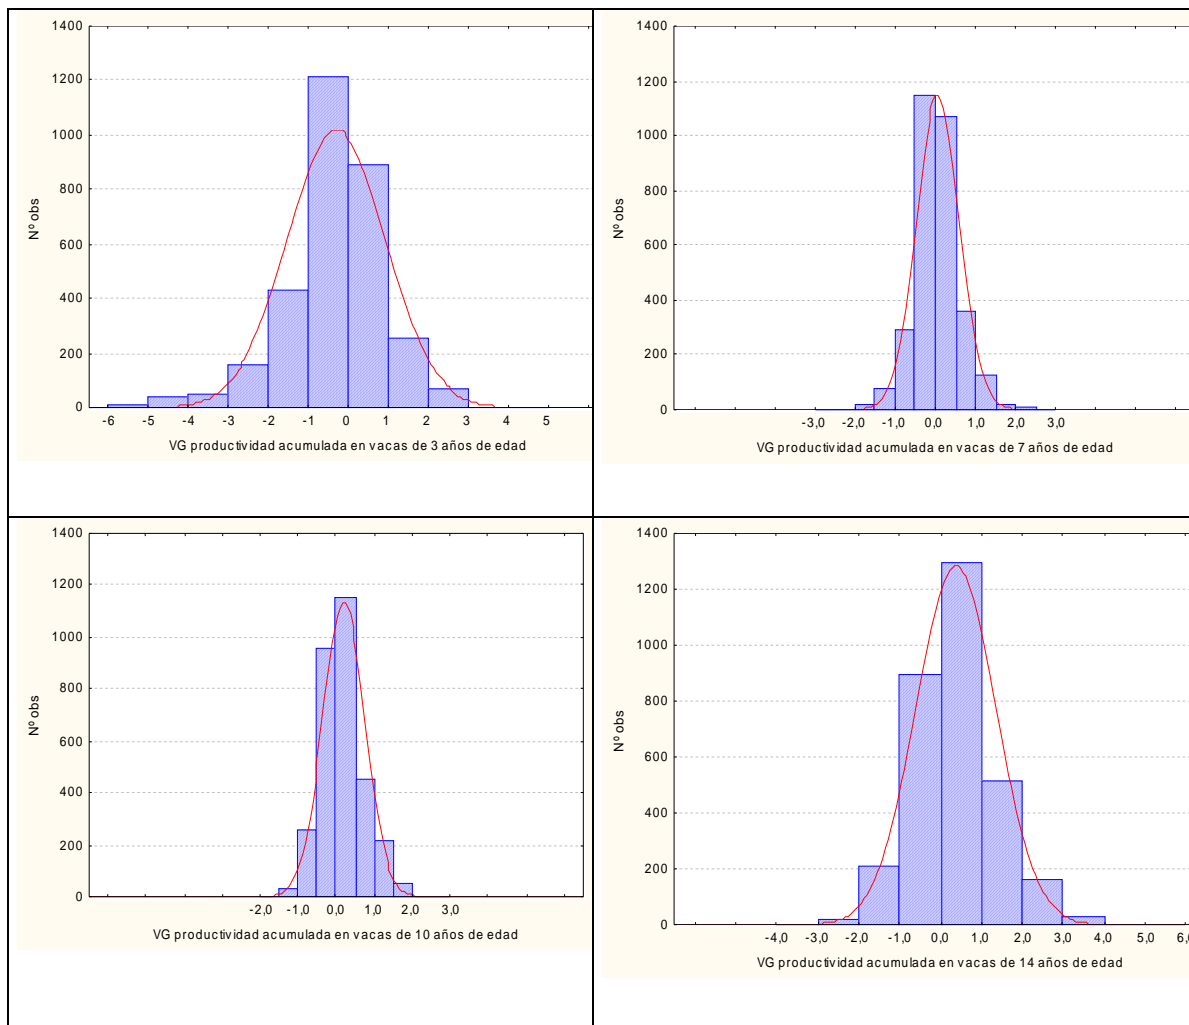 1400
1200
1000
800
600
400
200
0
Nº obs
-6 -5 -4 -3 -2 -1 0 1 2 3 4 5
VG productividad acumulada en vacas de 3 años de edad
1400
1200
1000
800
600
400
200
0
Nº obs
-3,0 -2,0 -1,0 0,0 1,0 2,0 3,0
VG productividad acumulada en vacas de 7 años de edad
1400
1200
1000
800
600
400
200
0
Nº obs
-2,0 -1,0 0,0 1,0 2,0 3,0
VG productividad acumulada en vacas de 10 años de edad
1400
1200
1000
800
600
400
200
0
Nº obs
-4,0 -3,0 -2,0 -1,0 0,0 1,0 2,0 3,0 4,0 5,0 6,0
VG productividad acumulada en vacas de 14 años de edad